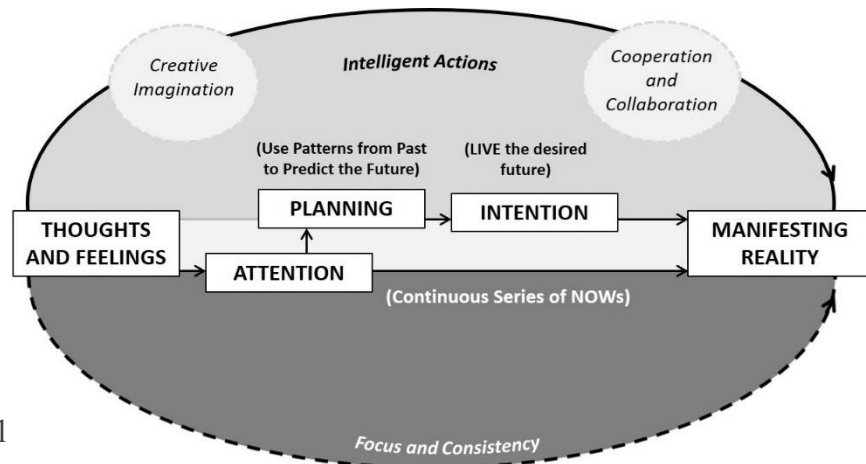 Creative
Imagination
Intelligent Actions
Cooperation
and
Collaboration
(Use Patterns from Past
to Predict the Future)
(LIVE the desired
future)
PLANNING
INTENTION
THOUGHTS
AND FEELINGS
ATTENTION
MANIFESTING
REALITY
(Continuous Series of NOWs)
Focus and Consistency